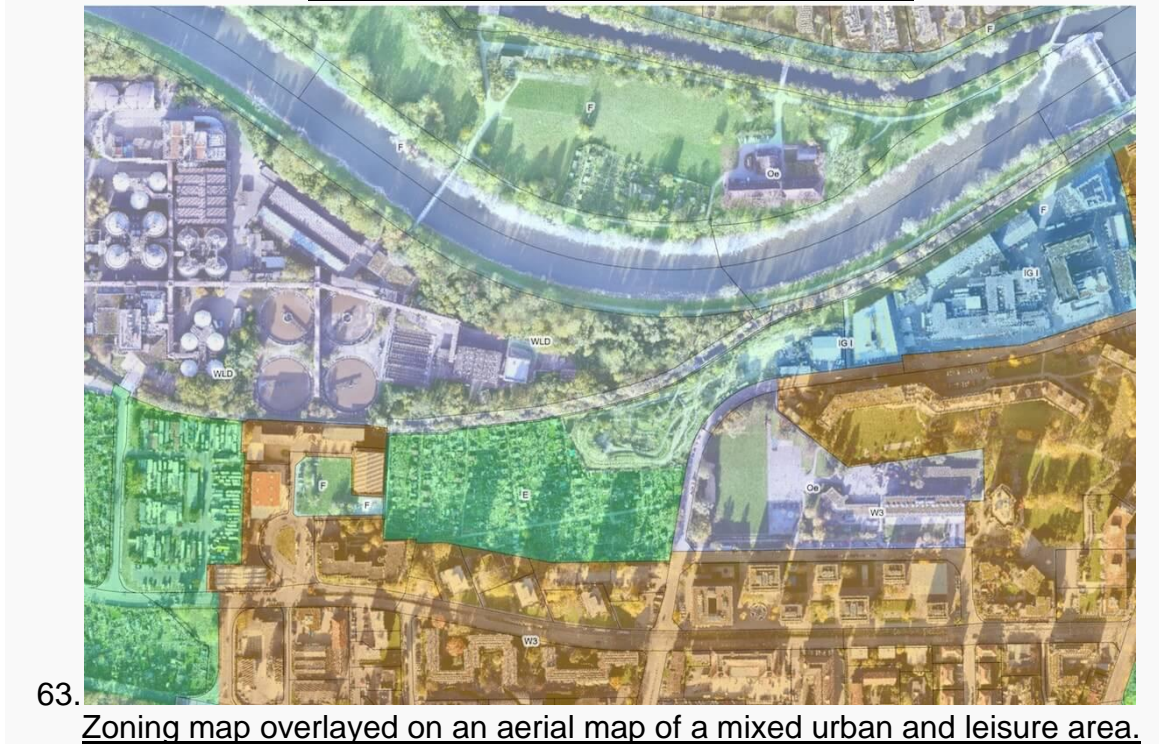 F
F
F
Oe
F
IG I
IG I
WLD
WLD
F
F
E
Oe
W3
W3
63.
Zoning map overlayed on an aerial map of a mixed urban and leisure area.